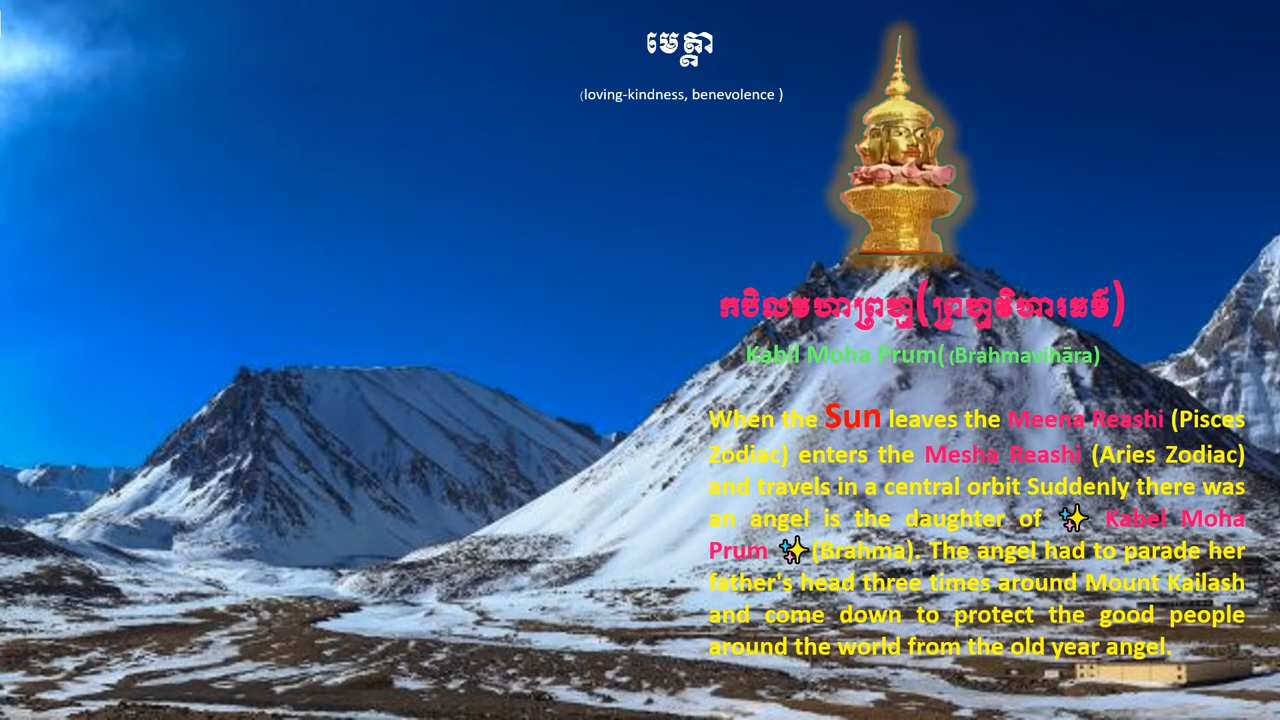 មេត្តា
(loving-kindness, benevolence )
កបិលមហាព្រហ្ម(ព្រហ្មវិហារធម៌)
Kabil Moha Prum( (Brahmavihāra)
When the Sun leaves the Meena Reashi (Pisces
Zodiac) enters the Mesha Reashi (Aries Zodiac)
and travels in a central orbit Suddenly there was
an angel is the daughter of ✨ Kabel Moha
Prum ✨(Brahma). The angel had to parade her
father's head three times around Mount Kailash
and come down to protect the good people
around the world from the old year angel.